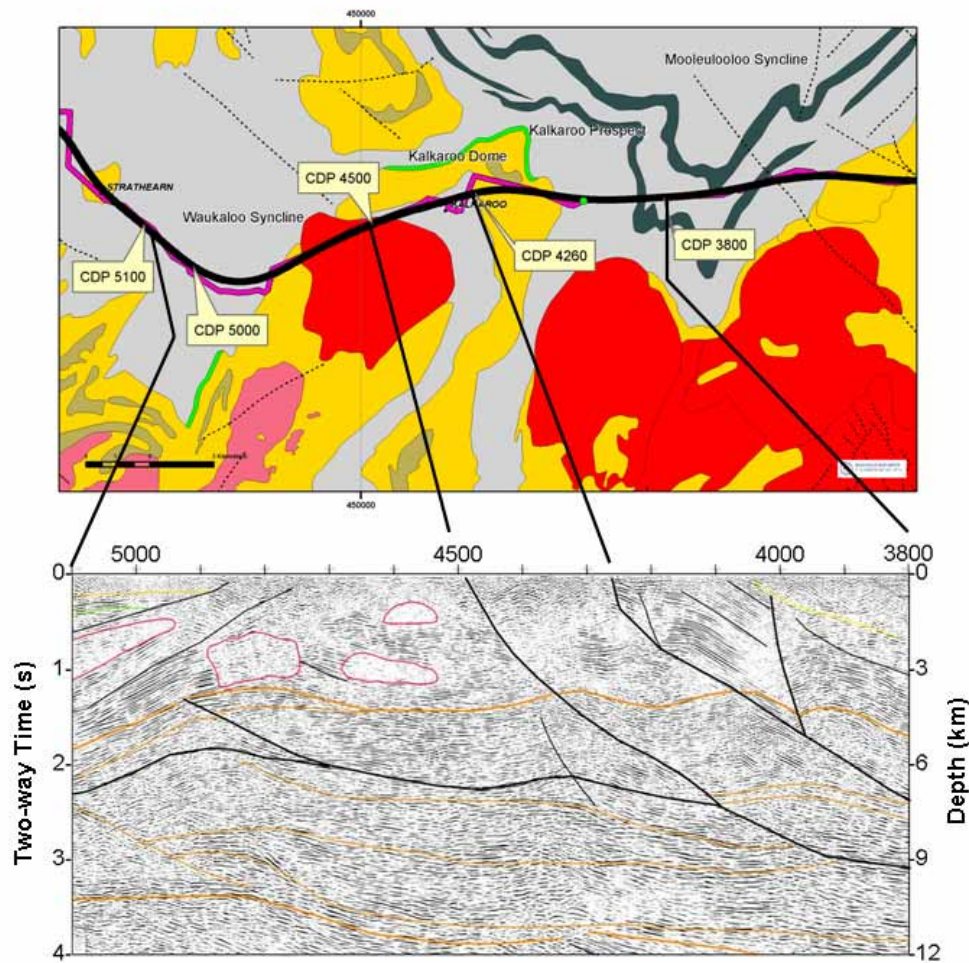 450000
Mooleulooloo Syncline
Kalkaroo Prospect
Kalkaroo Dome
CDP 4500
STRATHEARN
Waukaloo Syncline
KALKAROO
CDP 5100
CDP 4260
CDP 3800
CDP 5000
450000
5000 4500 4000 3800
0 0
1 3
2 6
3 9
4 12
Two-way Time (s)
Depth (km)